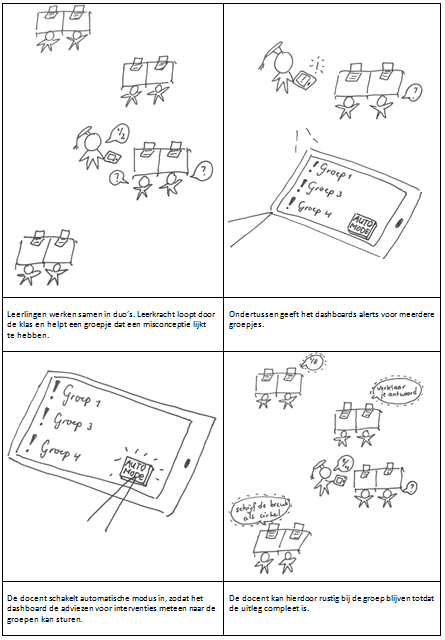 1/2
?
?
Leerlingen werken samen in duo's. Leerkracht loopt door
de klas en helpt een groepje dat een misconceptie lijkt
te hebben.
!
?
! Groep 1
! Groep 3
! Groep 4
AUTO
MODE
Ondertussen geeft het dashboards alerts voor meerdere
groepjes.
! Groep 1
! Groep 3
! Groep 4
AUTO
MODE
De docent schakelt automatische modus in, zodat het
dashboard de adviezen voor interventies meteen naar de
groepen kan sturen.
verklaar
je antwoord
?
schrijf de breuk
als cirkel
De docent kan hierdoor rustig bij de groep blijven totdat
de uitleg compleet is.